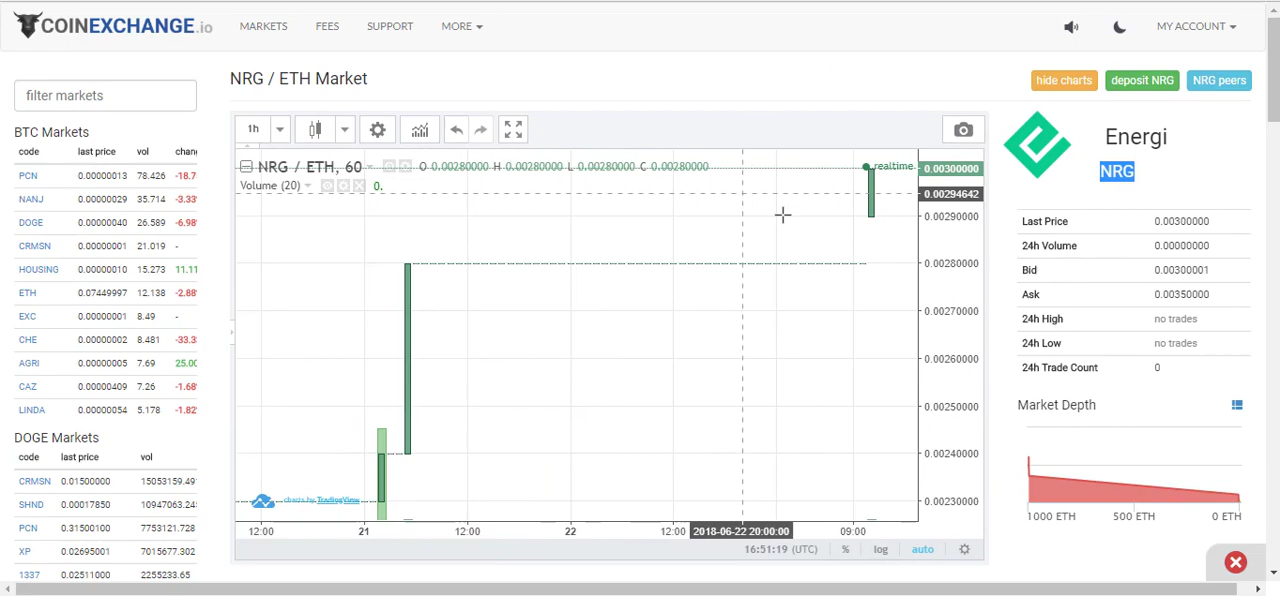 COINEXCHANGE.io
MARKETS
FEES
SUPPORT
MORE
MY ACCOUNT
filter markets
BTC Markets
code last price vol chang
PCN 0.00000013 78.426 -18.7
NANJ 0.00000029 35.714 -3.33
DOGE 0.00000040 26.589 -6.98
CRMSN 0.00000001 21.019 -
HOUSING 0.00000010 15.273 11.11
ETH 0.07449997 12.138 -2.88
EXC 0.00000001 8.49 -
CHE 0.00000002 8.481 -33.3
AGRI 0.00000005 7.69 25.00
CAZ 0.00000409 7.26 -1.68
LINDA 0.00000054 5.178 -1.82
DOGE Markets
code last price vol
CRMSN 0.01500000 15053159.49
SHND 0.00017850 10947063.24
PCN 0.31500100 7753121.728
XP 0.02695001 7015677.302
1337 0.02511000 2255233.65
NRG / ETH Market
hide charts
deposit NRG
NRG peers
1h
NRG / ETH, 60 O 0.00280000 H 0.00280000 L 0.00280000 C 0.00280000
realtime
Volume (20) 0.
0.00300000
0.00294642
0.00290000
0.00280000
0.00270000
0.00260000
0.00250000
0.00240000
0.00230000
charts by TradingView
12:00 21 12:00 22 12:00 2018-06-22 20:00:00 09:00
16:51:19 (UTC) % log auto
Energi
NRG
Last Price 0.00300000
24h Volume 0.00000000
Bid 0.00300001
Ask 0.00350000
24h High no trades
24h Low no trades
24h Trade Count 0
Market Depth
1000 ETH 500 ETH 0 ETH